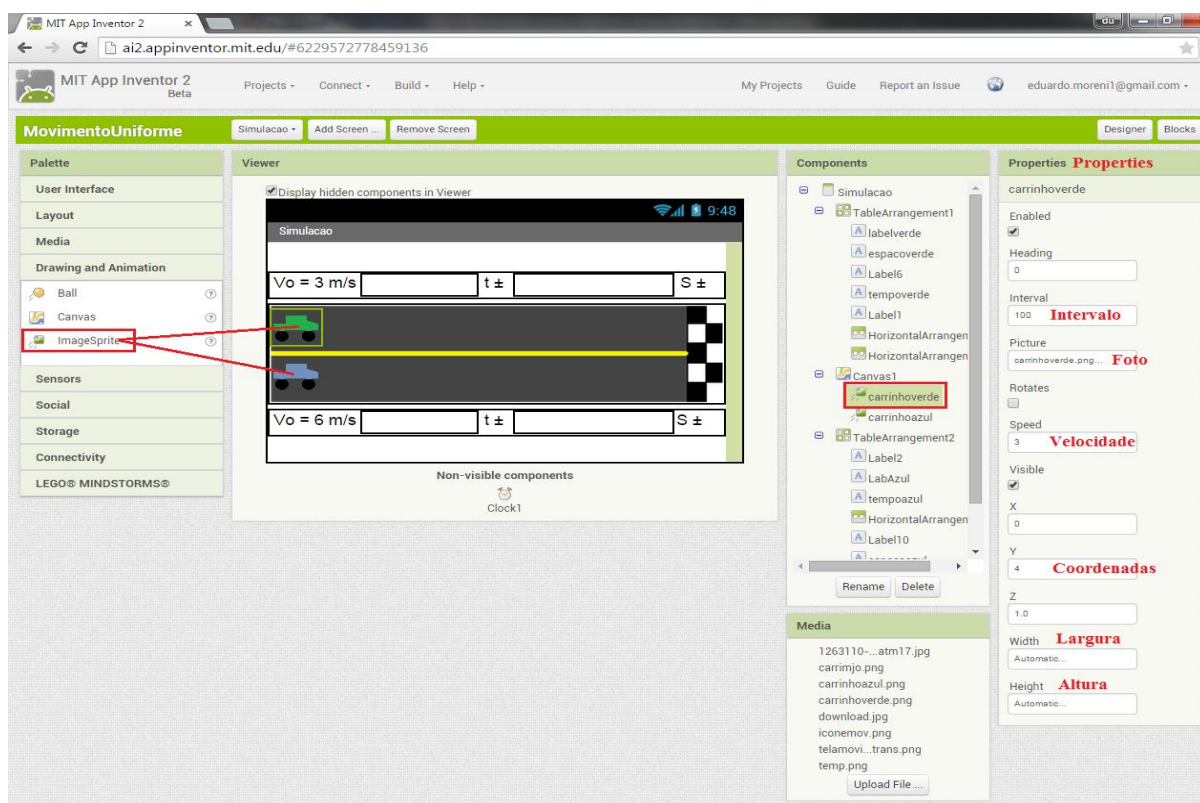 MIT App Inventor 2
du
ai2.appinventor.mit.edu/#6229572778459136
MIT App Inventor 2
Beta
Projects
Connect
Build
Help
My Projects
Guide
Report an Issue
eduardo.moreni1@gmail.com
MovimentoUniforme
Simulacao
Add Screen ...
Remove Screen
Designer
Blocks
Palette
User Interface
Layout
Media
Drawing and Animation
Ball
Canvas
ImageSprite
Sensors
Social
Storage
Connectivity
LEGO® MINDSTORMS®
Viewer
Display hidden components in Viewer
9:48
Simulacao
Vo = 3 m/s t ± S ±
Vo = 6 m/s t ± S ±
Non-visible components
Clock1
Components
Simulacao
TableArrangement1
labelverde
espacoverde
Label6
tempoverde
Label1
HorizontalArrangen
HorizontalArrangen
Canvas1
carrinhoverde
carrinhoazul
TableArrangement2
Label2
LabAzul
tempoazul
HorizontalArrangen
Label10
Rename
Delete
Media
1263110-...atm17.jpg
carrimjo.png
carrinhoazul.png
carrinhoverde.png
download.jpg
iconemov.png
telamovi...trans.png
temp.png
Upload File ...
Properties Properties
carrinhoverde
Enabled
Heading
0
Interval
100 Intervalo
Picture
carrinhoverde.png... Foto
Rotates
Speed
3 Velocidade
Visible
X
0
Y
4 Coordenadas
Z
1.0
Width Largura
Automatic...
Height Altura
Automatic...